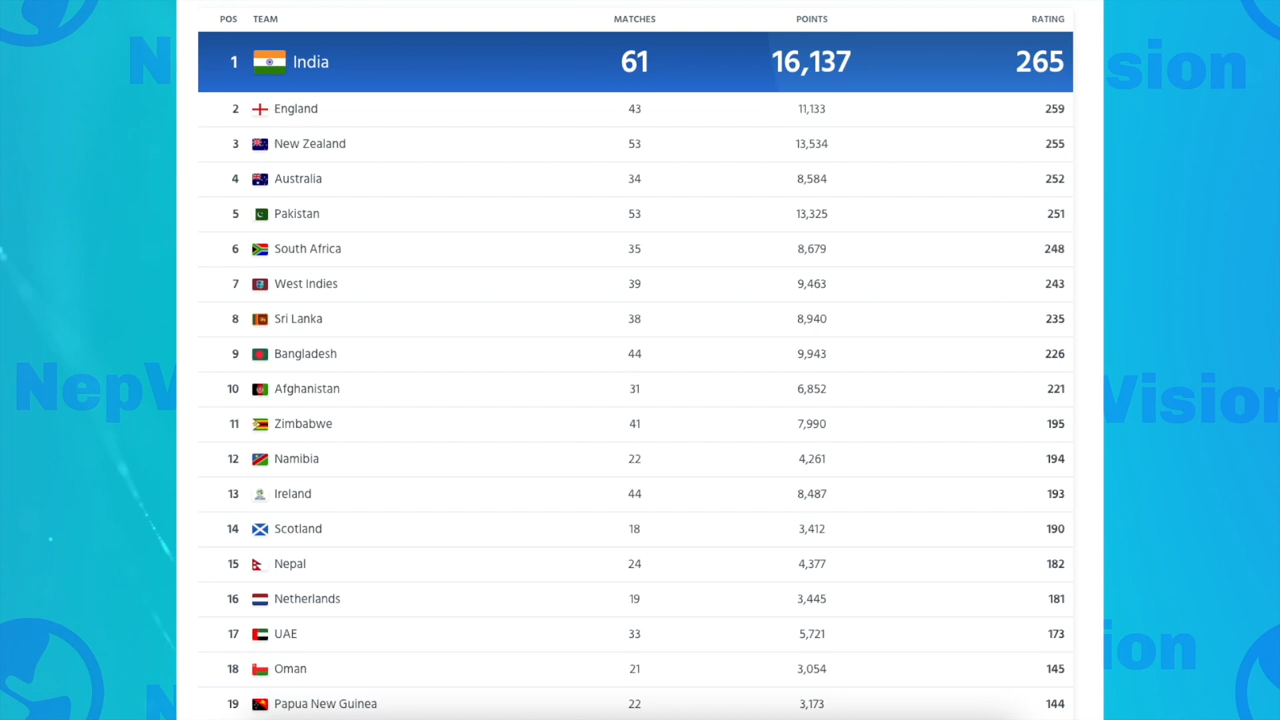 POS TEAM MATCHES POINTS RATING
1 India 61 16,137 265
2 England 43 11,133 259
3 New Zealand 53 13,534 255
4 Australia 34 8,584 252
5 Pakistan 53 13,325 251
6 South Africa 35 8,679 248
7 West Indies 39 9,463 243
8 Sri Lanka 38 8,940 235
9 Bangladesh 44 9,943 226
10 Afghanistan 31 6,852 221
11 Zimbabwe 41 7,990 195
12 Namibia 22 4,261 194
13 Ireland 44 8,487 193
14 Scotland 18 3,412 190
15 Nepal 24 4,377 182
16 Netherlands 19 3,445 181
17 UAE 33 5,721 173
18 Oman 21 3,054 145
19 Papua New Guinea 22 3,173 144
N
sion
NepV
Vision
ion
N